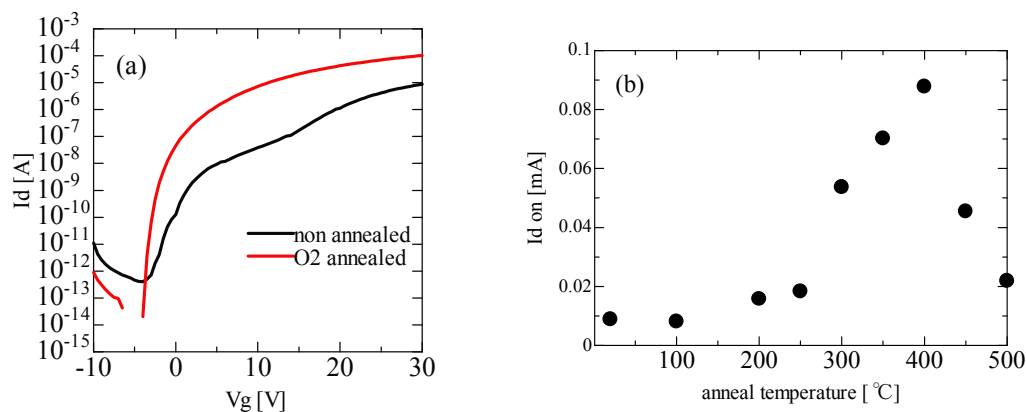 (a)
Id [A]
10-3
10-4
10-5
10-6
10-7
10-8
10-9
10-10
10-11
10-12
10-13
10-14
10-15
non annealed
O2 annealed
-10 0 10 20 30
Vg [V]
(b)
Id on [mA]
0.1
0.08
0.06
0.04
0.02
0
100 200 300 400 500
anneal temperature [ ℃]